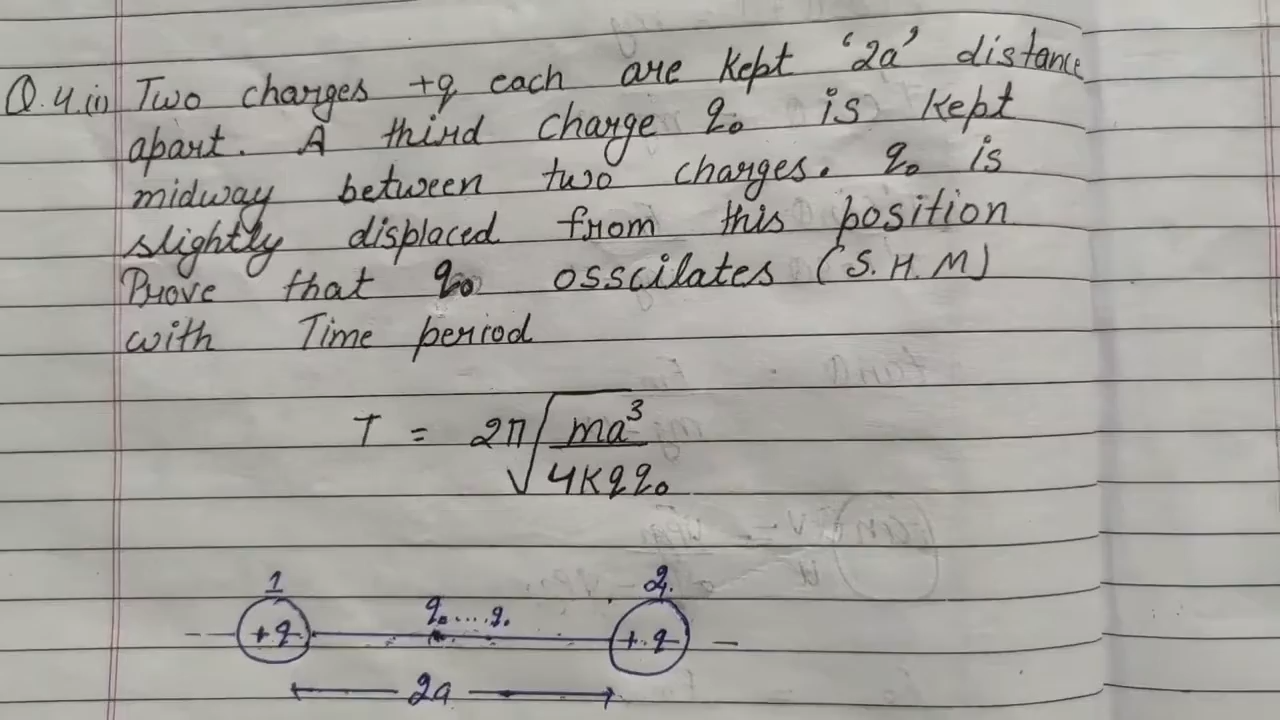 Q.4.(i) Two charges +q each are kept '2a' distance
apart. A third charge q₀ is kept
midway between two charges. q₀ is
slightly displaced from this position
Prove that q₀ osscilates (S.H.M)
with Time period
T = 2π√(ma³/4Kqq₀)
1 2.
q₀....q₀
+q +q
2a